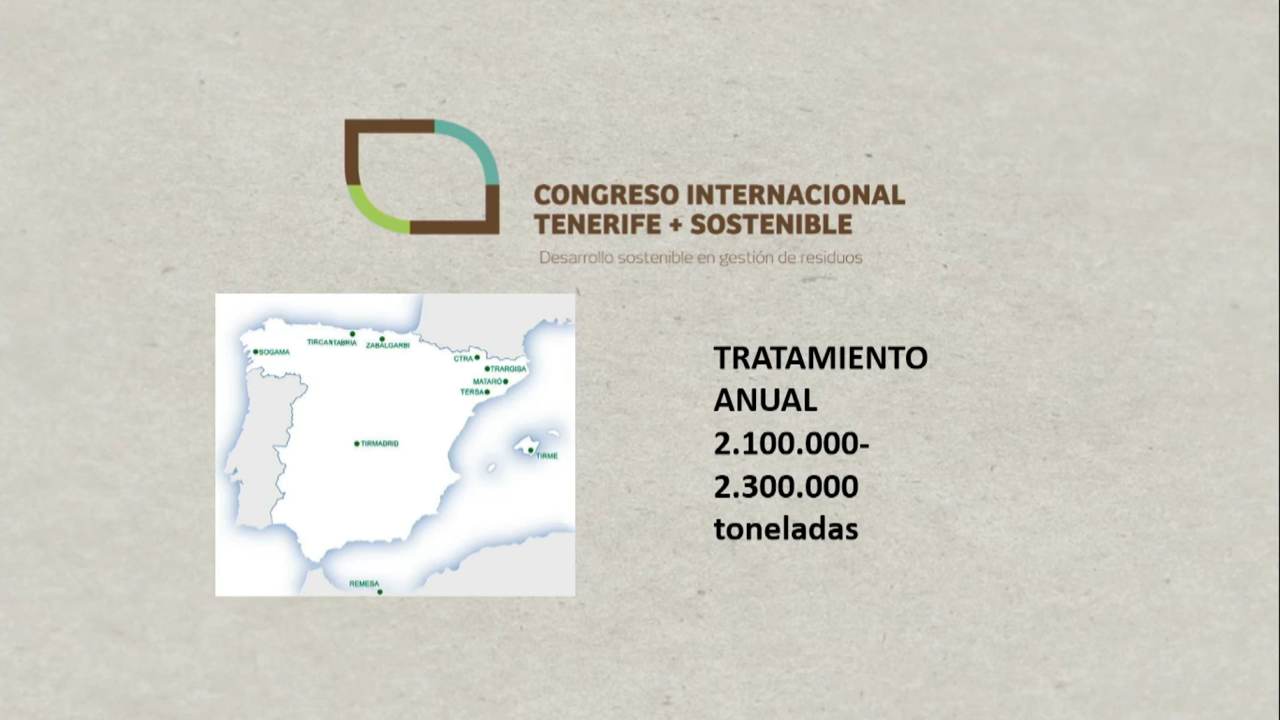 CONGRESO INTERNACIONAL
TENERIFE + SOSTENIBLE
Desarrollo sostenible en gestión de residuos
SOGAMA
TIRCANTABRIA
ZABALGARBI
CTRA
TRARGISA
MATARÓ
TERSA
TIRMADRID
TIRME
REMESA
TRATAMIENTO
ANUAL
2.100.000-
2.300.000
toneladas